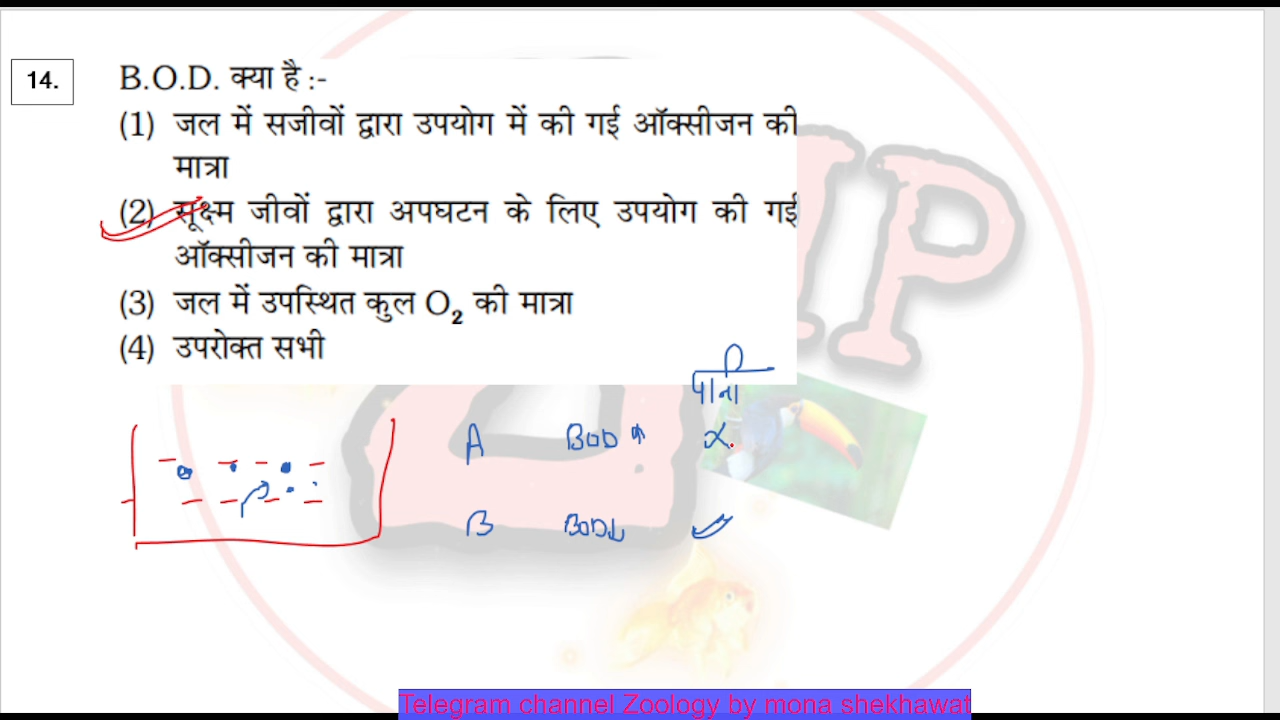 14.
B.O.D. क्या है :-
(1) जल में सजीवों द्वारा उपयोग में की गई ऑक्सीजन की
मात्रा
(2) सूक्ष्म जीवों द्वारा अपघटन के लिए उपयोग की गई
ऑक्सीजन की मात्रा
(3) जल में उपस्थित कुल O₂ की मात्रा
(4) उपरोक्त सभी
पानी
A BOD ↑ ×
B BOD↓ ✓
Telegram channel Zoology by mona shekhawat